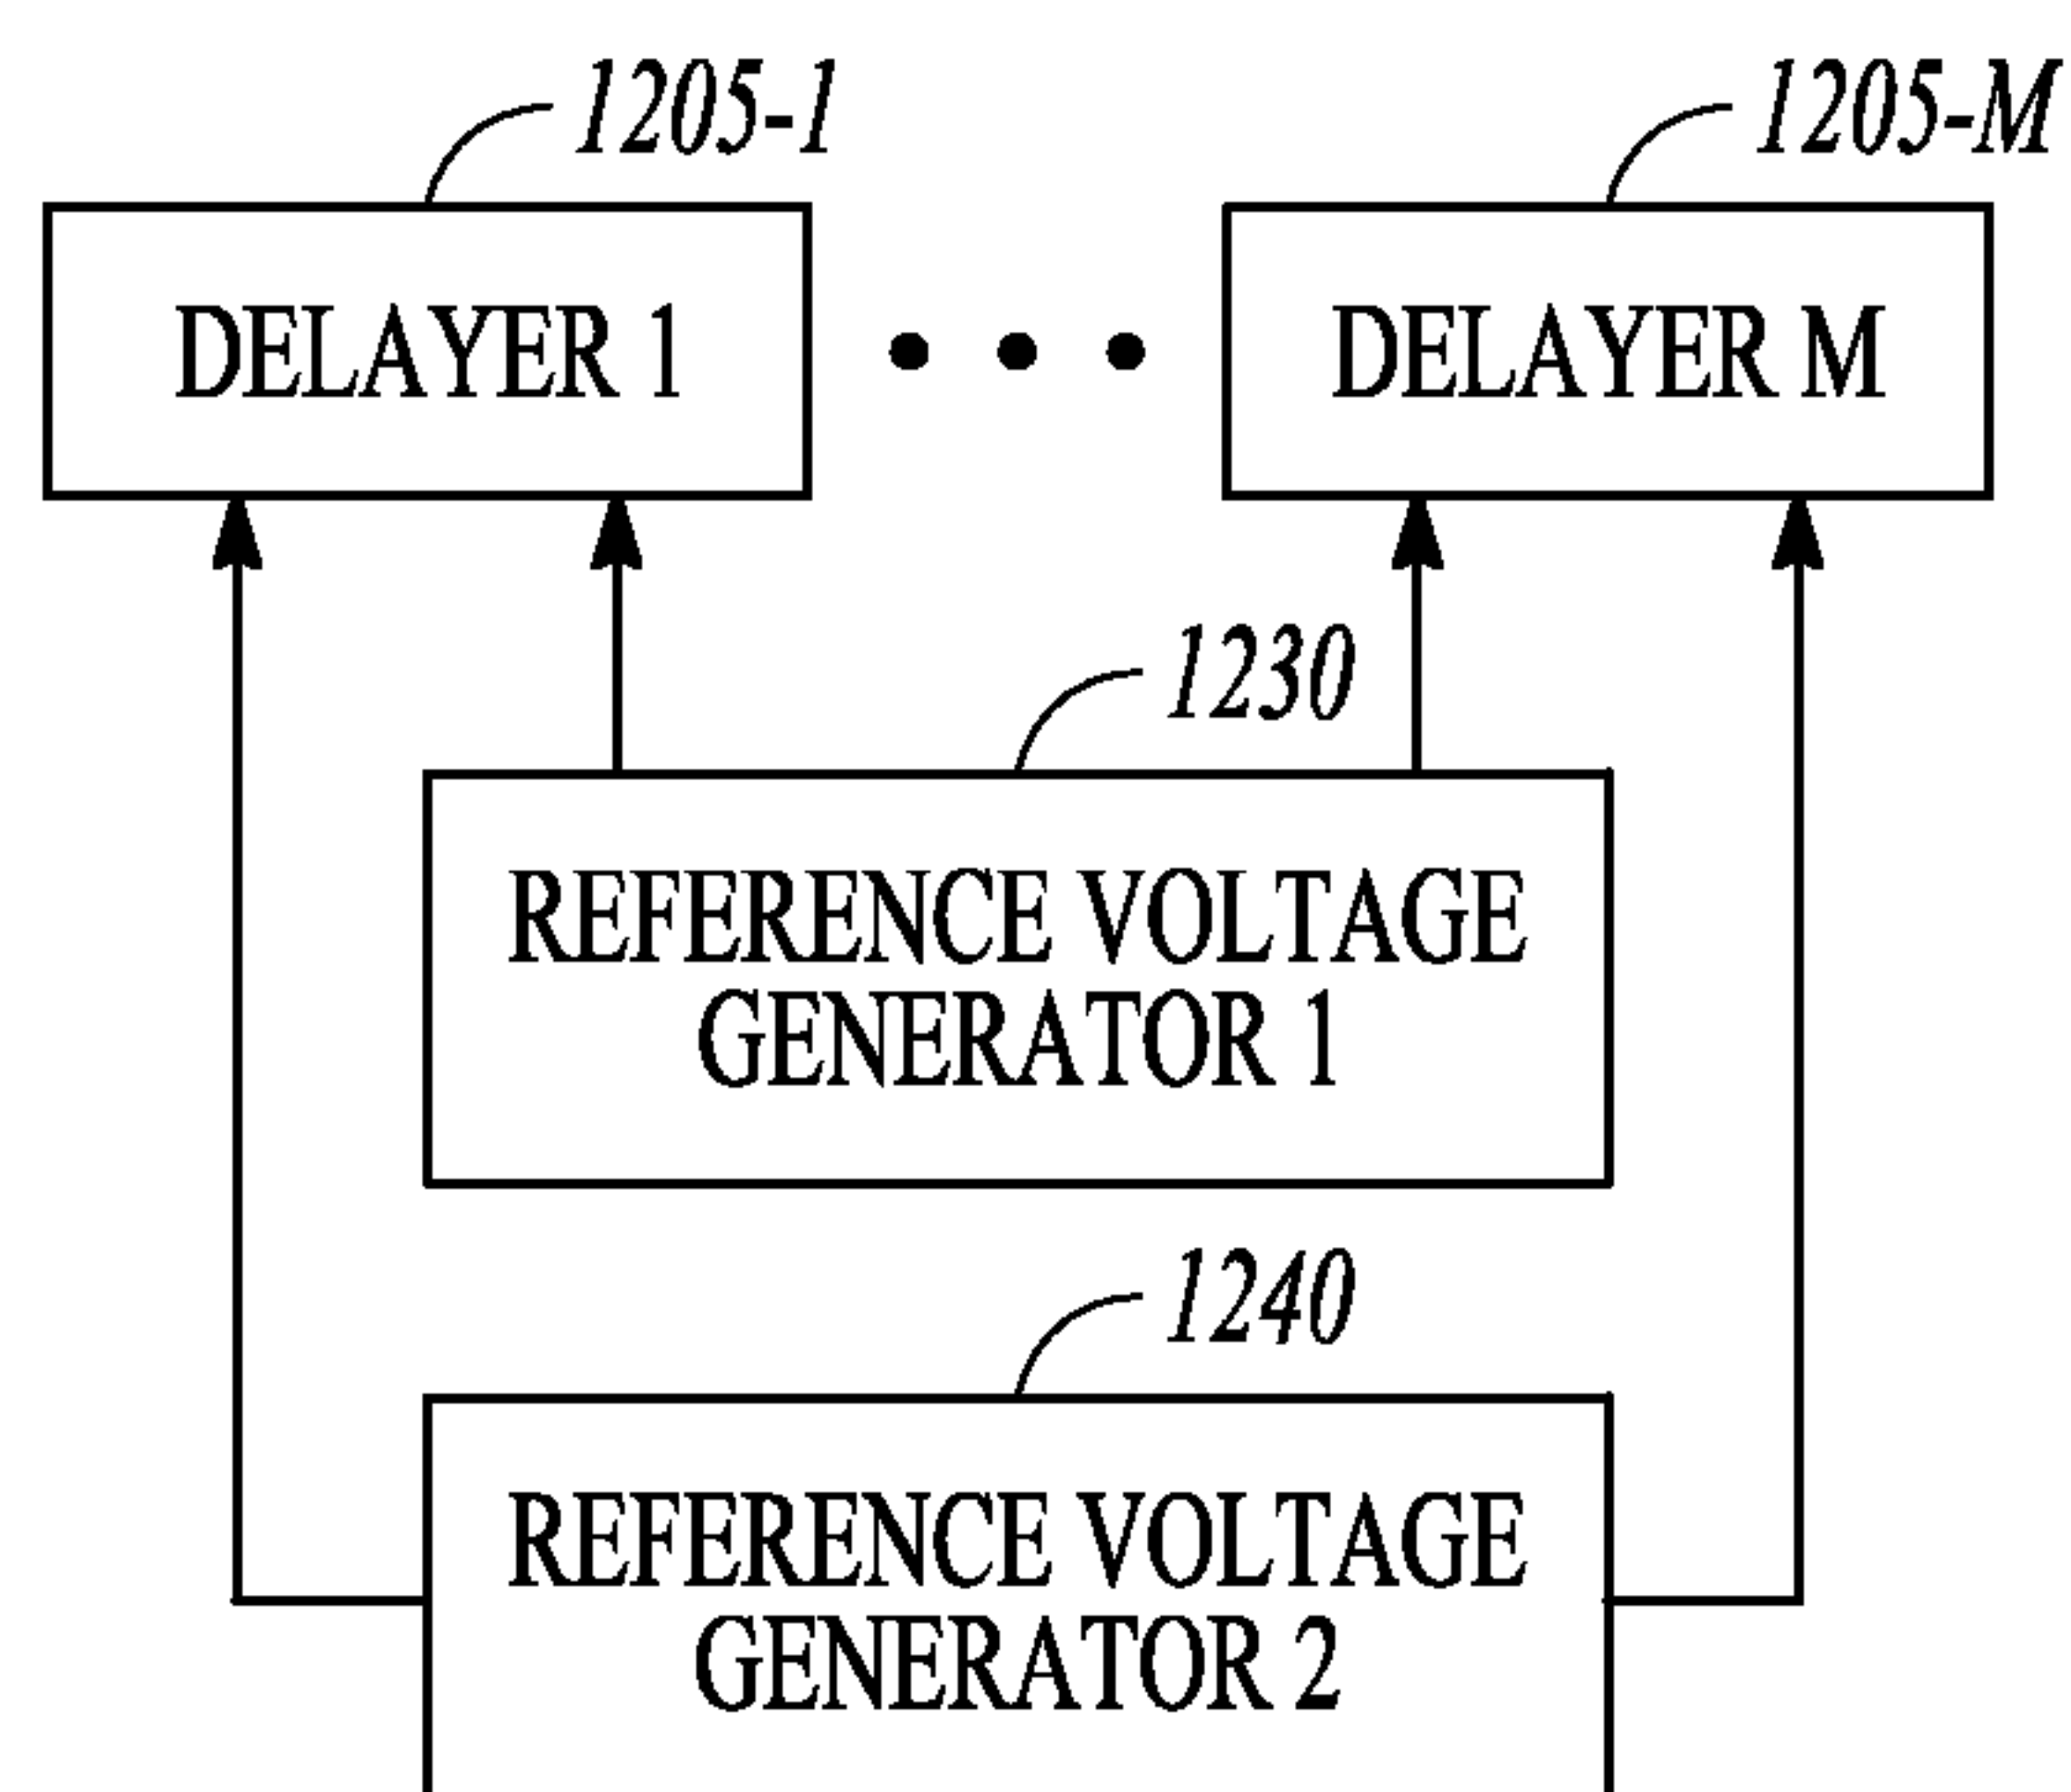 1205-1
1205-M
DELAYER 1
DELAYER M
1230
REFERENCE VOLTAGE
GENERATOR 1
1240
REFERENCE VOLTAGE
GENERATOR 2